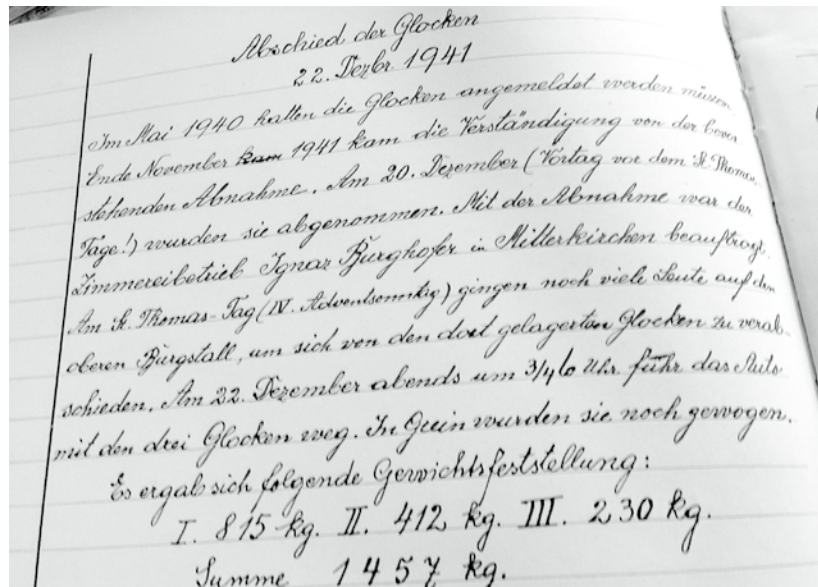 Abschied der Glocken
22. Dezbr. 1941
Im Mai 1940 hatten die Glocken angemeldet werden müssen.
Ende November kam 1941 kam die Verständigung von der bevor
stehenden Abnahme. Am 20. Dezember (Vortag vor dem St. Thomas
Tage!) wurden sie abgenommen. Mit der Abnahme war der
Zimmereibetrieb Ignaz Burghofer in Mitterkirchen beauftragt.
Am St. Thomas-Tag (IV. Adventsonntag) gingen noch viele Leute auf den
oberen Burgstall, um sich von den dort gelagerten Glocken zu verab-
schieden. Am 22. Dezember abends um 3/4 6 Uhr fuhr das Auto
mit den drei Glocken weg. In Grein wurden sie noch gewogen.
Es ergab sich folgende Gewichtsfeststellung:
I. 815 kg. II. 412 kg. III. 230 kg.
Summe 1457 kg.